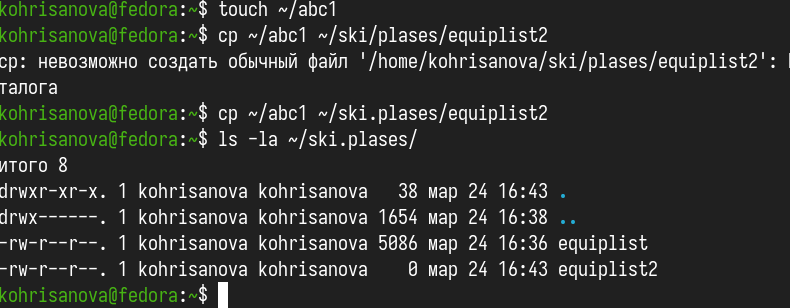 kohrisanova@fedora:~$ touch ~/abc1
kohrisanova@fedora:~$ cp ~/abc1 ~/ski/plases/equiplist2
cp: невозможно создать обычный файл '/home/kohrisanova/ski/plases/equiplist2':
талога
kohrisanova@fedora:~$ cp ~/abc1 ~/ski.plases/equiplist2
kohrisanova@fedora:~$ ls -la ~/ski.plases/
итого 8
drwxr-xr-x. 1 kohrisanova kohrisanova   38 мар 24 16:43 .
drwx------. 1 kohrisanova kohrisanova 1654 мар 24 16:38 ..
-rw-r--r--. 1 kohrisanova kohrisanova 5086 мар 24 16:36 equiplist
-rw-r--r--. 1 kohrisanova kohrisanova    0 мар 24 16:43 equiplist2
kohrisanova@fedora:~$